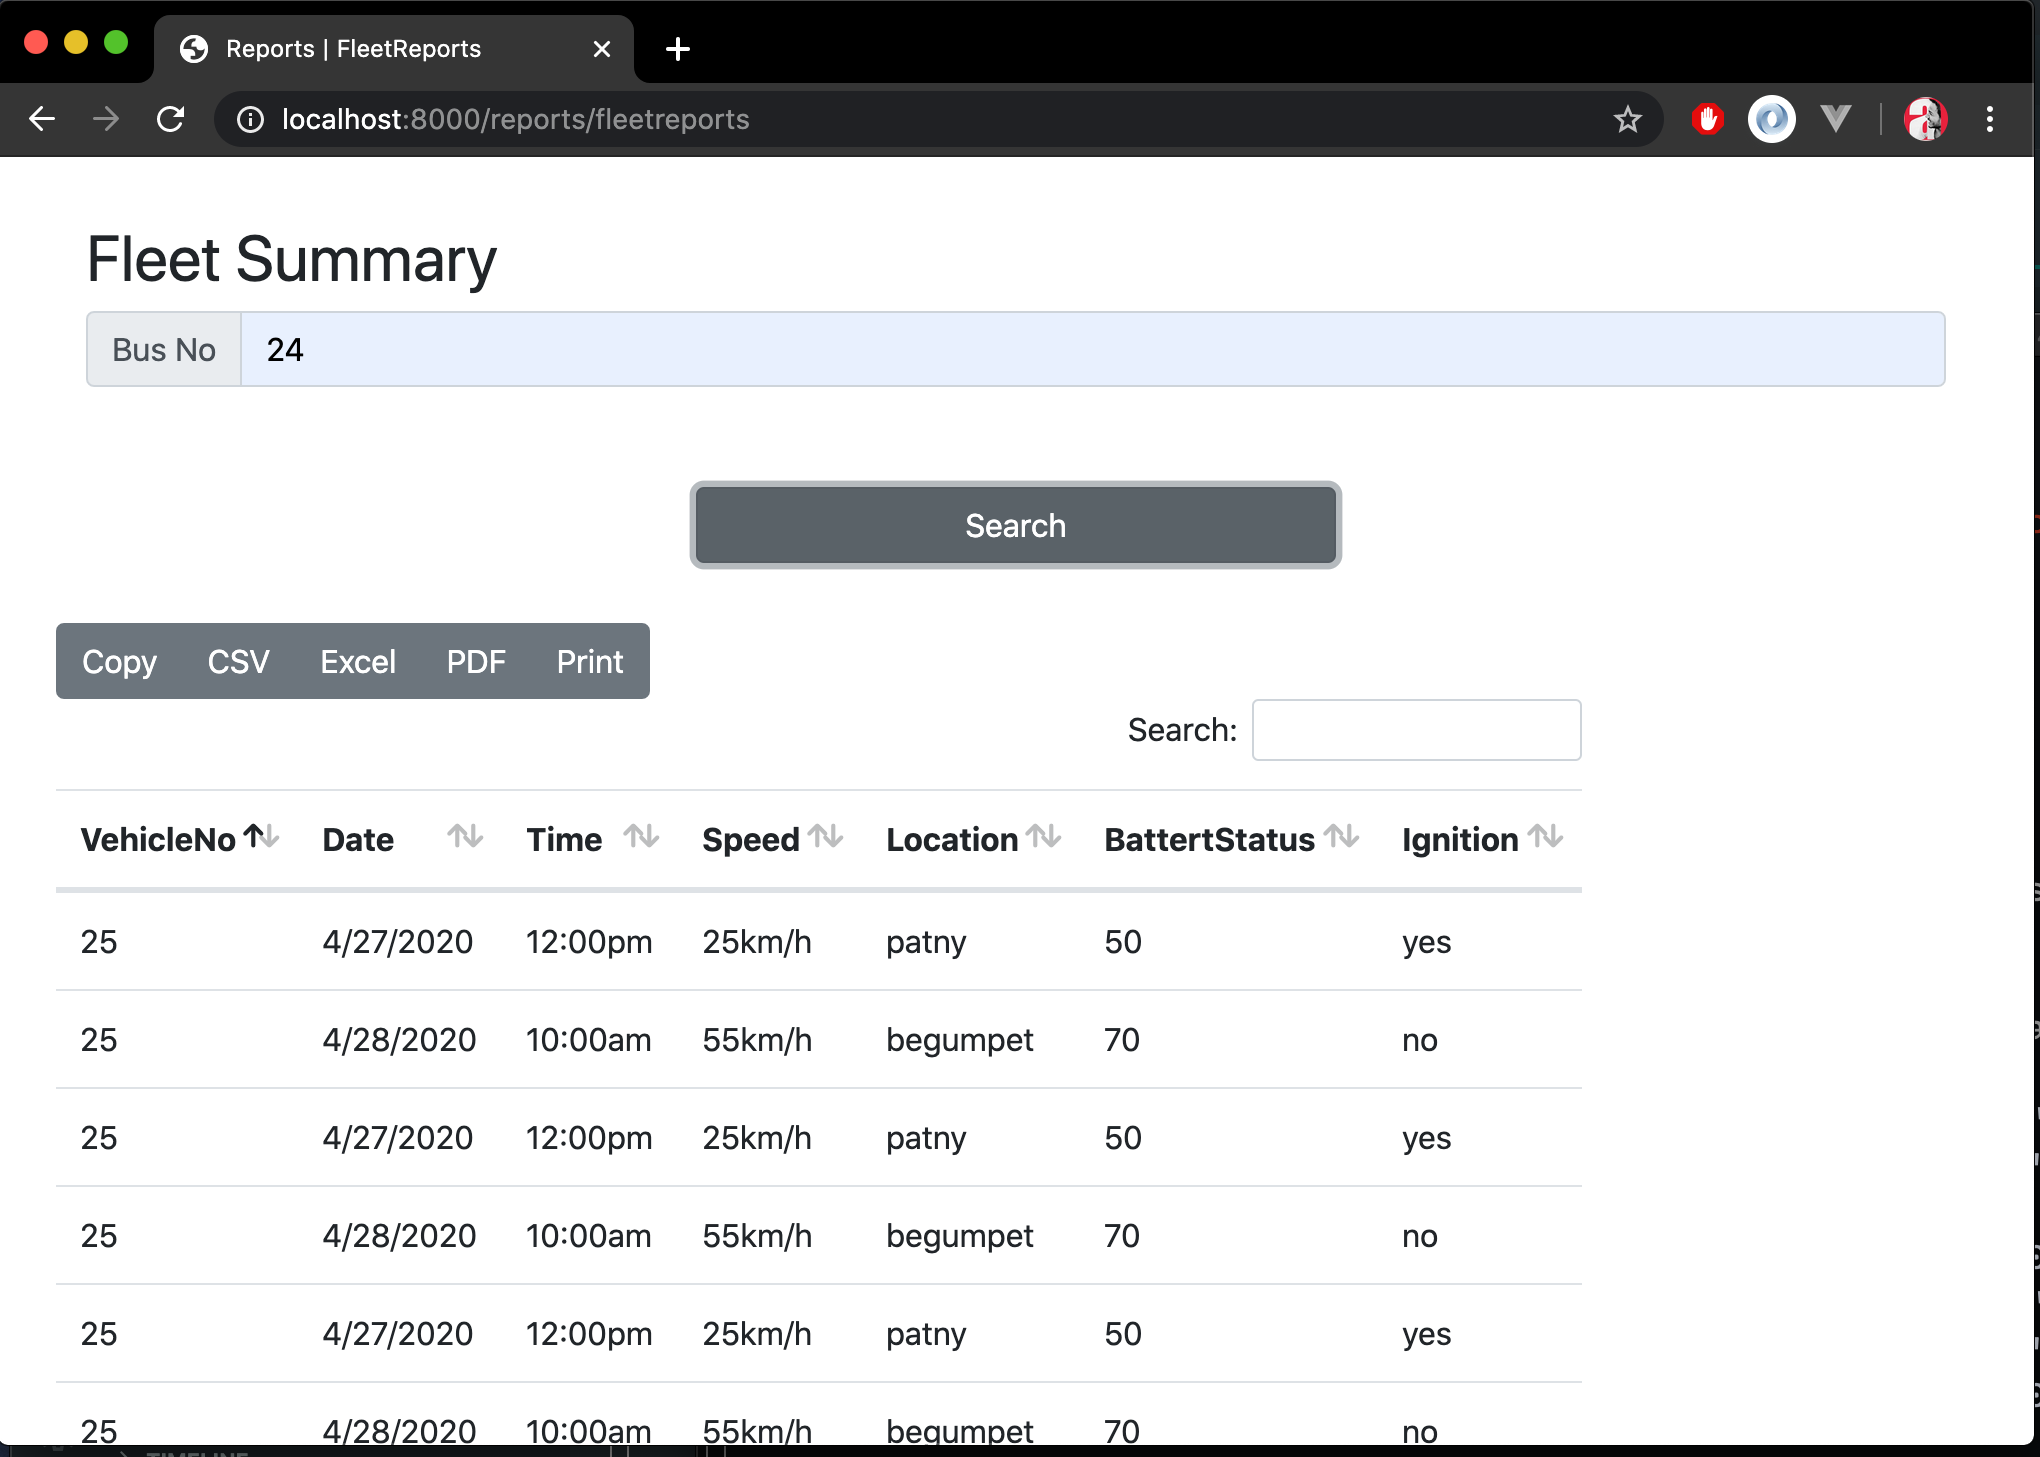 Reports | FleetReports
localhost:8000/reports/fleetreports
Fleet Summary
Bus No 24
Search
Copy CSV Excel PDF Print
Search:
VehicleNo Date Time Speed Location BattertStatus Ignition
25 4/27/2020 12:00pm 25km/h patny 50 yes
25 4/28/2020 10:00am 55km/h begumpet 70 no
25 4/27/2020 12:00pm 25km/h patny 50 yes
25 4/28/2020 10:00am 55km/h begumpet 70 no
25 4/27/2020 12:00pm 25km/h patny 50 yes
25 4/28/2020 10:00am 55km/h begumpet 70 no
TIMELINE